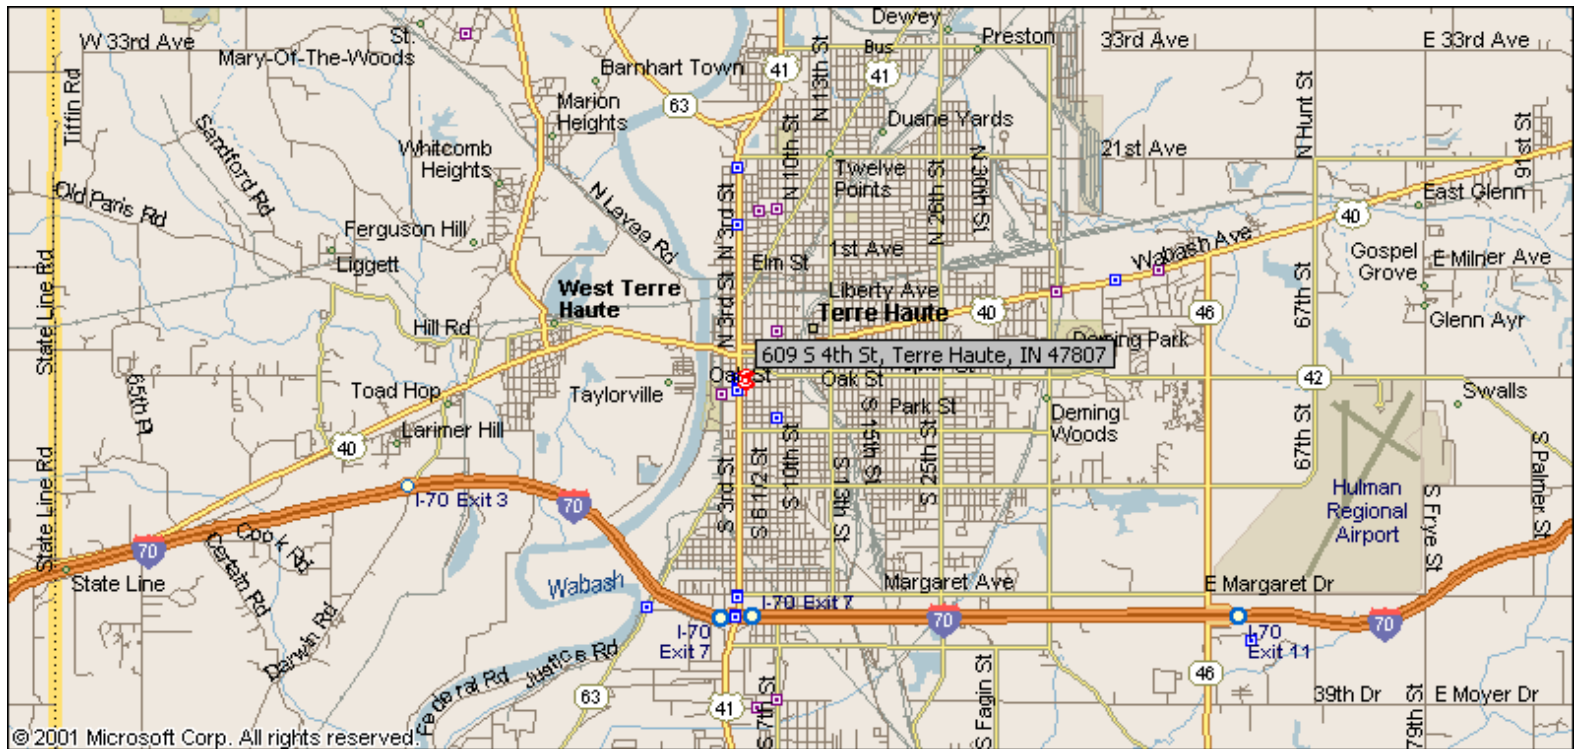 Dewey
St.
W 33rd Ave
Mary-Of-The-Woods
Tiffin Rd
Barnhart Town
41
N 13th St
Bus
41
Preston
33rd Ave
E 33rd Ave
63
Marion
Heights
Duane Yards
Sandford Rd
Whitcomb
Heights
N 10th St
Twelve
Points
N 26th St
N 30th St
21st Ave
N Hunt St
91st St
Old Paris Rd
N Levee Rd
N 3rd St
East Glenn
40
Ferguson Hill
Liggett
1st Ave
Elm St
Wabash Ave
Gospel
Grove
E Milner Ave
State Line Rd
West Terre
Haute
N 3rd St
Liberty Ave
Terre Haute
40
46
67th St
Glenn Ayr
Hill Rd
609 S 4th St, Terre Haute, IN 47807
Deming Park
65th Pl
Toad Hop
Taylorville
Oak St
Oak St
42
Swalls
Park St
Deming
Woods
Larimer Hill
40
State Line Rd
S 3rd St
S 6 1/2 St
S 10th St
S 13th St
S 15th St
S 25th St
67th St
S Palmer St
I-70 Exit 3
70
Hulman
Regional
Airport
S Frye St
70
Cook Rd
Certain Rd
State Line
Wabash
Margaret Ave
E Margaret Dr
I-70 Exit 7
Darwin Rd
I-70
Exit 7
70
I-70
Exit 11
70
Justice Rd
Federal Rd
63
41
S 7th St
S Fagin St
46
39th Dr
79th St
E Moyer Dr
© 2001 Microsoft Corp. All rights reserved.